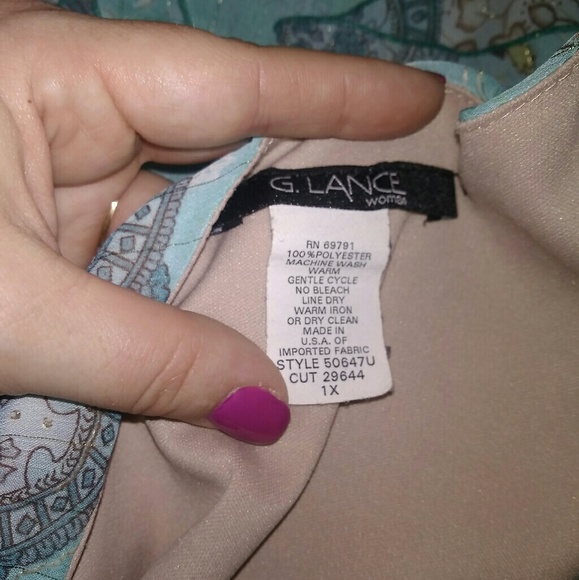 G. LANCE
woman
RN 69791
100%POLYESTER
MACHINE WASH
WARM
GENTLE CYCLE
NO BLEACH
LINE DRY
WARM IRON
OR DRY CLEAN
MADE IN
U.S.A. OF
IMPORTED FABRIC
STYLE 50647U
CUT 29644
1X